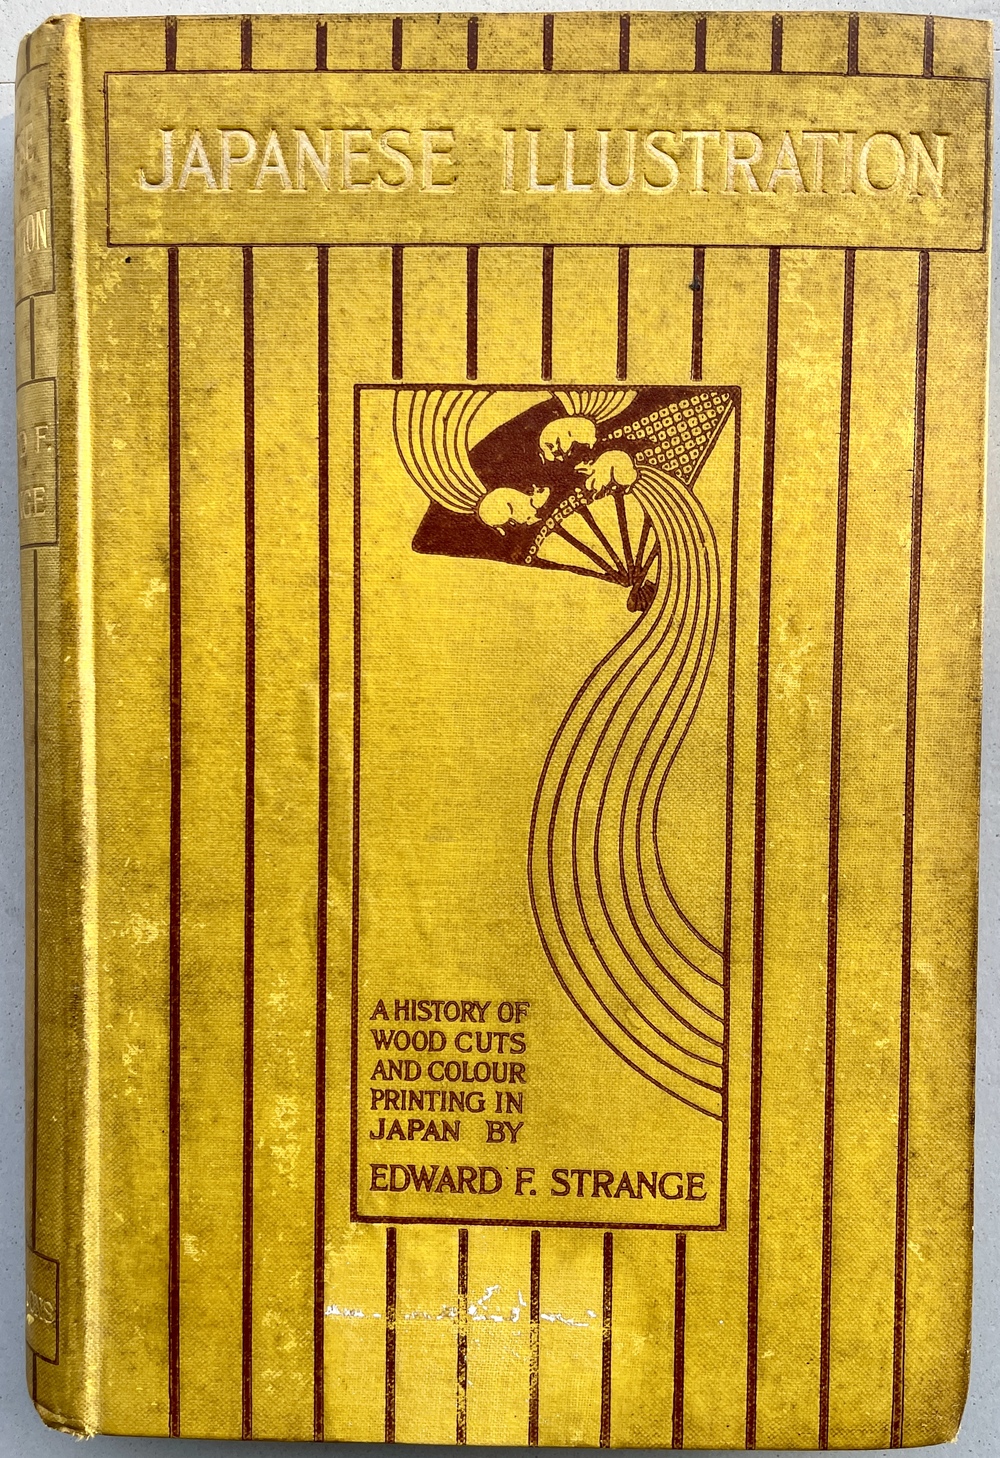 JAPANESE ILLUSTRATION
A HISTORY OF
WOOD CUTS
AND COLOUR
PRINTING IN
JAPAN BY
EDWARD F. STRANGE